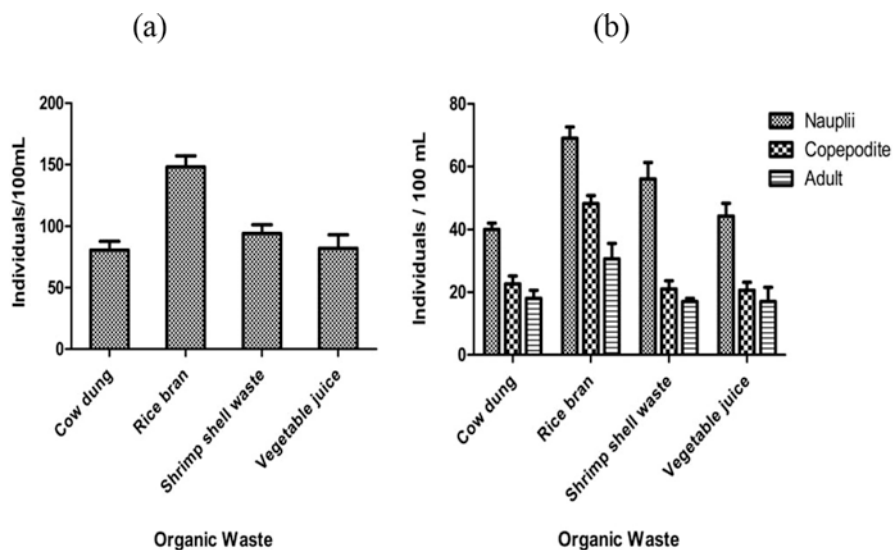 (a)
Individuals/100mL
200
150
100
50
0
Cow dung
Rice bran
Shrimp shell waste
Vegetable juice
Organic Waste
(b)
Individuals / 100 mL
80
60
40
20
0
Nauplii
Copepodite
Adult
Cow dung
Rice bran
Shrimp shell waste
Vegetable juice
Organic Waste